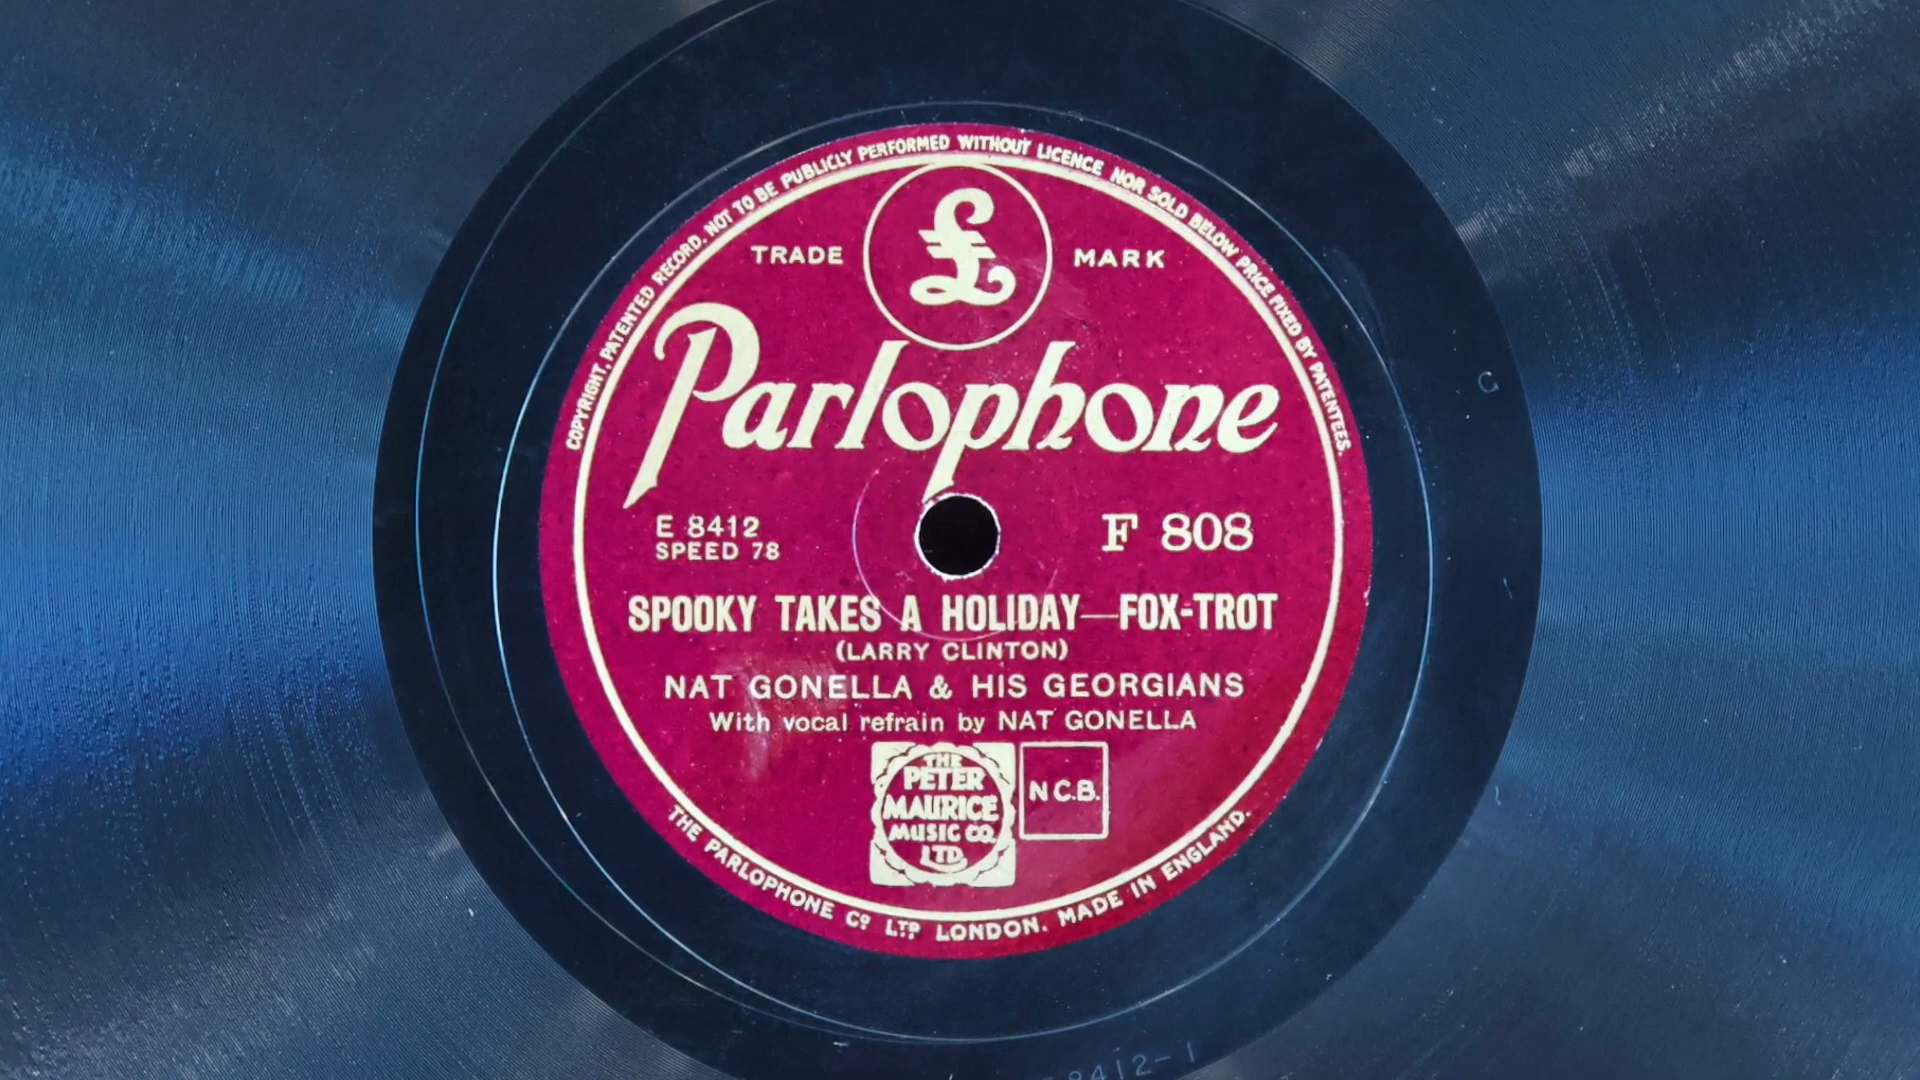 COPYRIGHT, PATENTED RECORD. NOT TO BE PUBLICLY PERFORMED WITHOUT LICENCE NOR SOLD BELOW PRICE FIXED BY PATENTEES.
TRADE £ MARK
Parlophone
E 8412
SPEED 78
F 808
SPOOKY TAKES A HOLIDAY—FOX-TROT
(LARRY CLINTON)
NAT GONELLA & HIS GEORGIANS
With vocal refrain by NAT GONELLA
THE
PETER
MAURICE
MUSIC CO.
LTD.
N.C.B.
THE PARLOPHONE Cº LTD LONDON. MADE IN ENGLAND.
8412-1